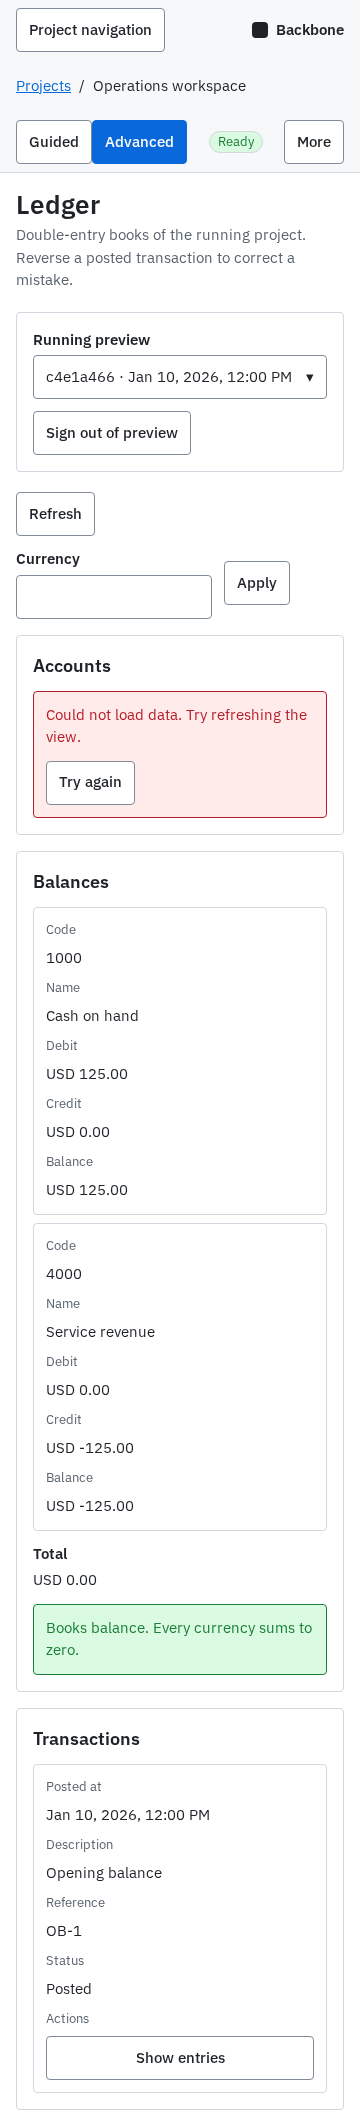 Project navigation
Backbone
Projects / Operations workspace
Guided
Advanced
Ready
More
Ledger
Double-entry books of the running project.
Reverse a posted transaction to correct a
mistake.
Running preview
c4e1a466 · Jan 10, 2026, 12:00 PM
Sign out of preview
Refresh
Currency
Apply
Accounts
Could not load data. Try refreshing the
view.
Try again
Balances
Code
1000
Name
Cash on hand
Debit
USD 125.00
Credit
USD 0.00
Balance
USD 125.00
Code
4000
Name
Service revenue
Debit
USD 0.00
Credit
USD -125.00
Balance
USD -125.00
Total
USD 0.00
Books balance. Every currency sums to
zero.
Transactions
Posted at
Jan 10, 2026, 12:00 PM
Description
Opening balance
Reference
OB-1
Status
Posted
Actions
Show entries